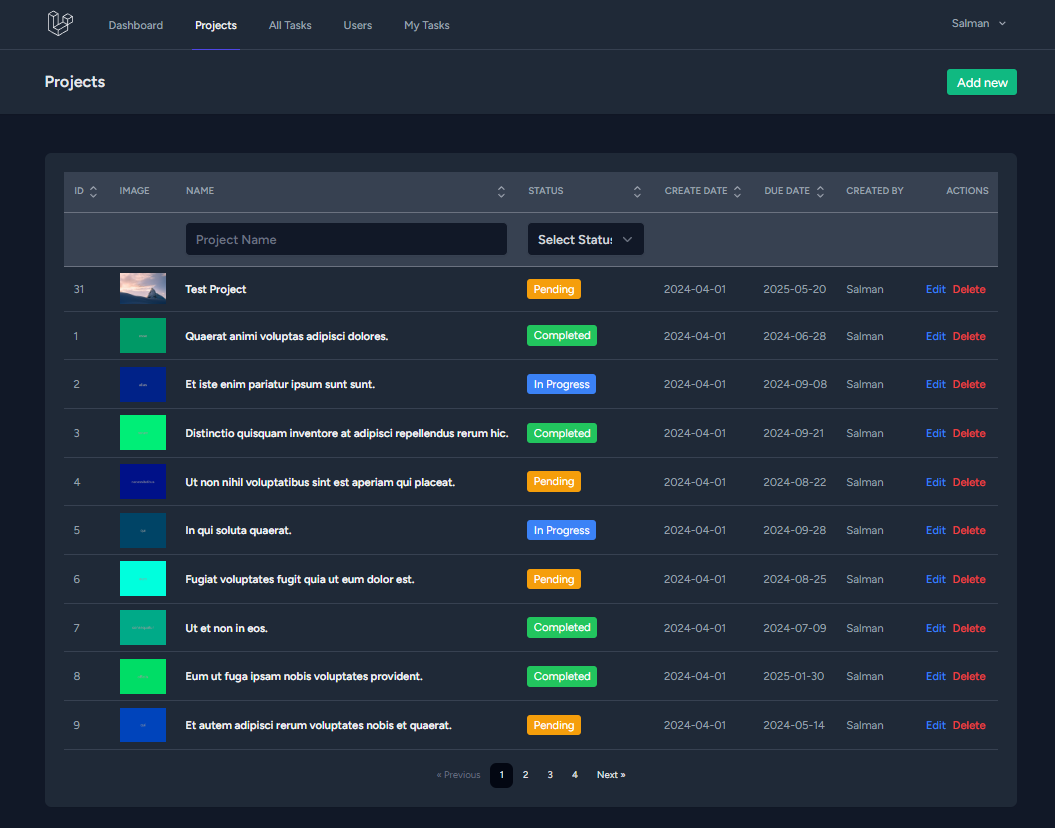 Dashboard Projects All Tasks Users My Tasks Salman
Projects Add new
ID IMAGE NAME STATUS CREATE DATE DUE DATE CREATED BY ACTIONS
Project Name Select Status
31 Test Project Pending 2024-04-01 2025-05-20 Salman Edit Delete
1 Quaerat animi voluptas adipisci dolores. Completed 2024-04-01 2024-06-28 Salman Edit Delete
2 Et iste enim pariatur ipsum sunt sunt. In Progress 2024-04-01 2024-09-08 Salman Edit Delete
3 Distinctio quisquam inventore at adipisci repellendus rerum hic. Completed 2024-04-01 2024-09-21 Salman Edit Delete
4 Ut non nihil voluptatibus sint est aperiam qui placeat. Pending 2024-04-01 2024-08-22 Salman Edit Delete
5 In qui soluta quaerat. In Progress 2024-04-01 2024-09-28 Salman Edit Delete
6 Fugiat voluptates fugit quia ut eum dolor est. Pending 2024-04-01 2024-08-25 Salman Edit Delete
7 Ut et non in eos. Completed 2024-04-01 2024-07-09 Salman Edit Delete
8 Eum ut fuga ipsam nobis voluptates provident. Completed 2024-04-01 2025-01-30 Salman Edit Delete
9 Et autem adipisci rerum voluptates nobis et quaerat. Pending 2024-04-01 2024-05-14 Salman Edit Delete
« Previous 1 2 3 4 Next »